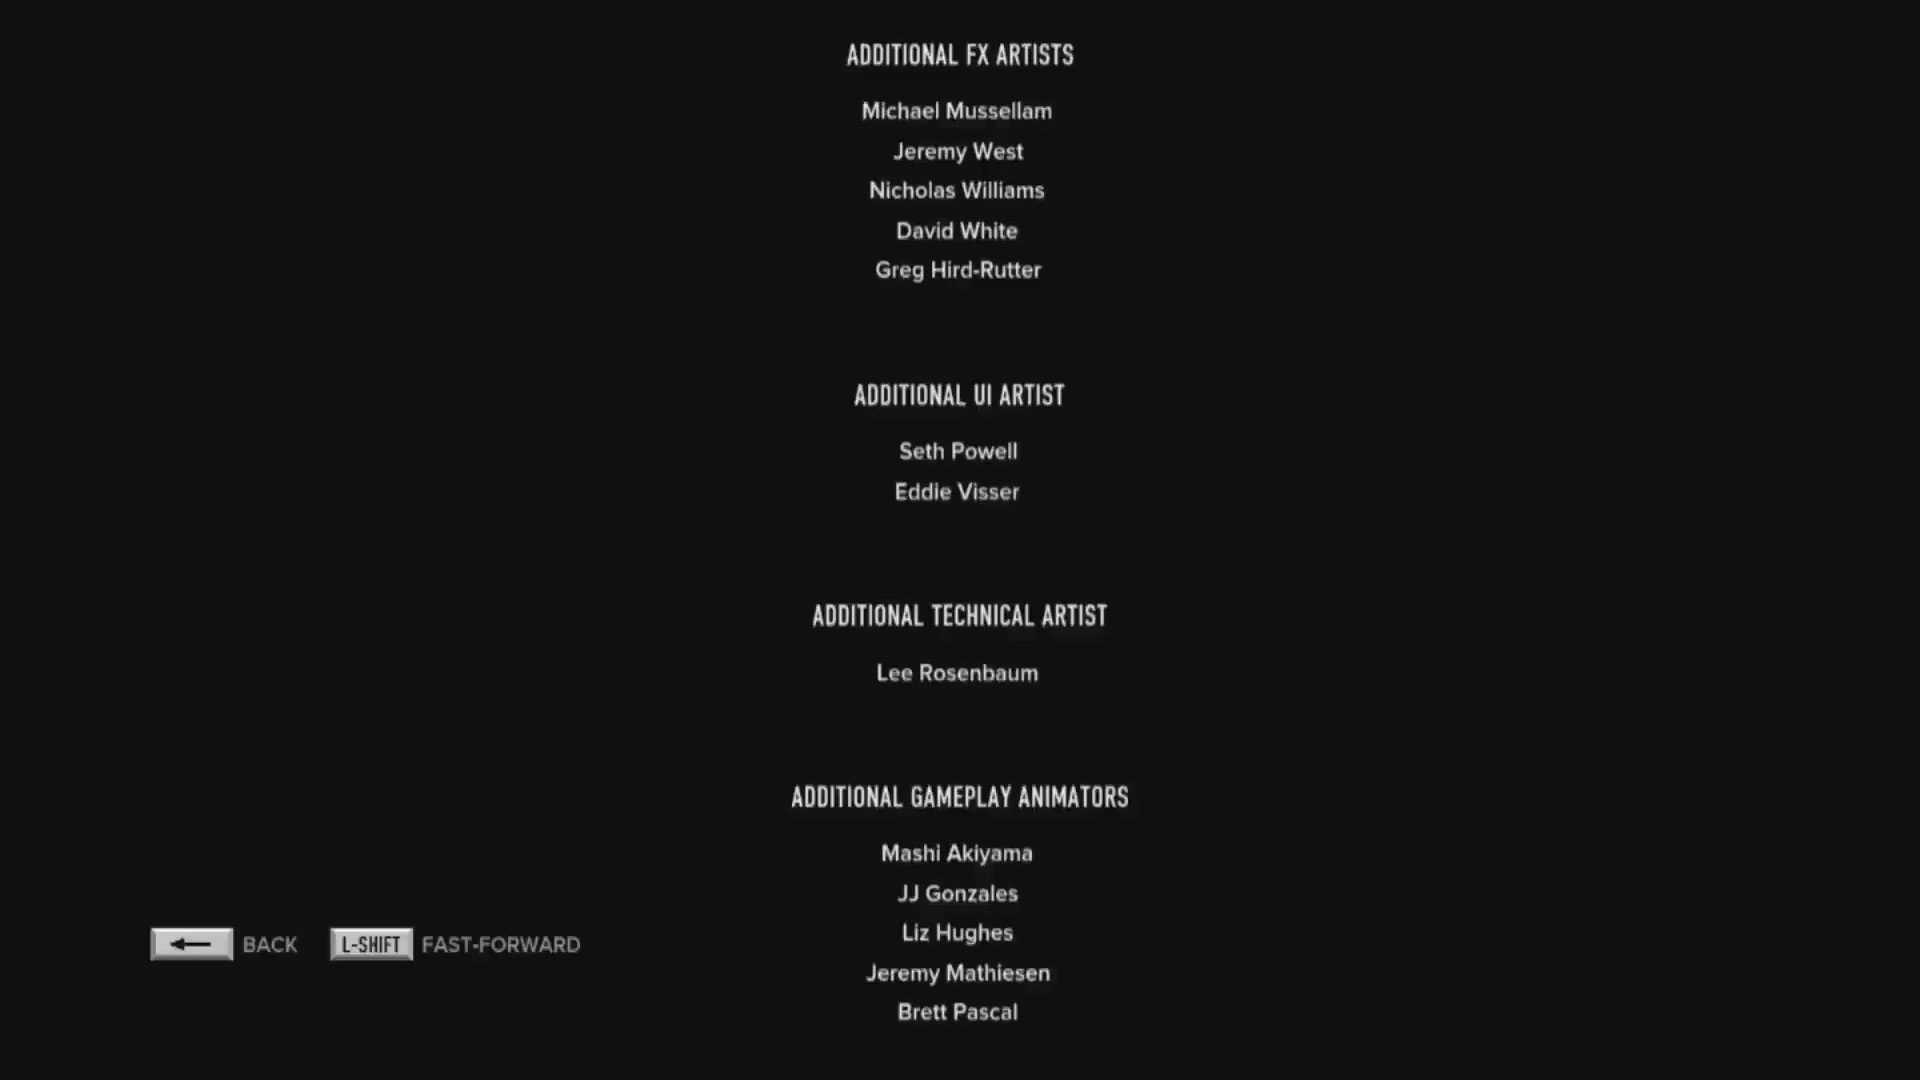 ADDITIONAL FX ARTISTS
Michael Mussellam
Jeremy West
Nicholas Williams
David White
Greg Hird-Rutter
ADDITIONAL UI ARTIST
Seth Powell
Eddie Visser
ADDITIONAL TECHNICAL ARTIST
Lee Rosenbaum
ADDITIONAL GAMEPLAY ANIMATORS
Mashi Akiyama
JJ Gonzales
Liz Hughes
Jeremy Mathiesen
Brett Pascal
BACK L-SHIFT FAST-FORWARD